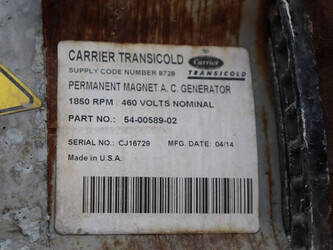 CARRIER TRANSICOLD
Carrier
SUPPLY CODE NUMBER 8728
TRANSICOLD
PERMANENT MAGNET A. C. GENERATOR
1850 RPM 460 VOLTS NOMINAL
PART NO.: 54-00589-02
SERIAL NO.: CJ16729 MFG. DATE: 04/14
Made in U.S.A.